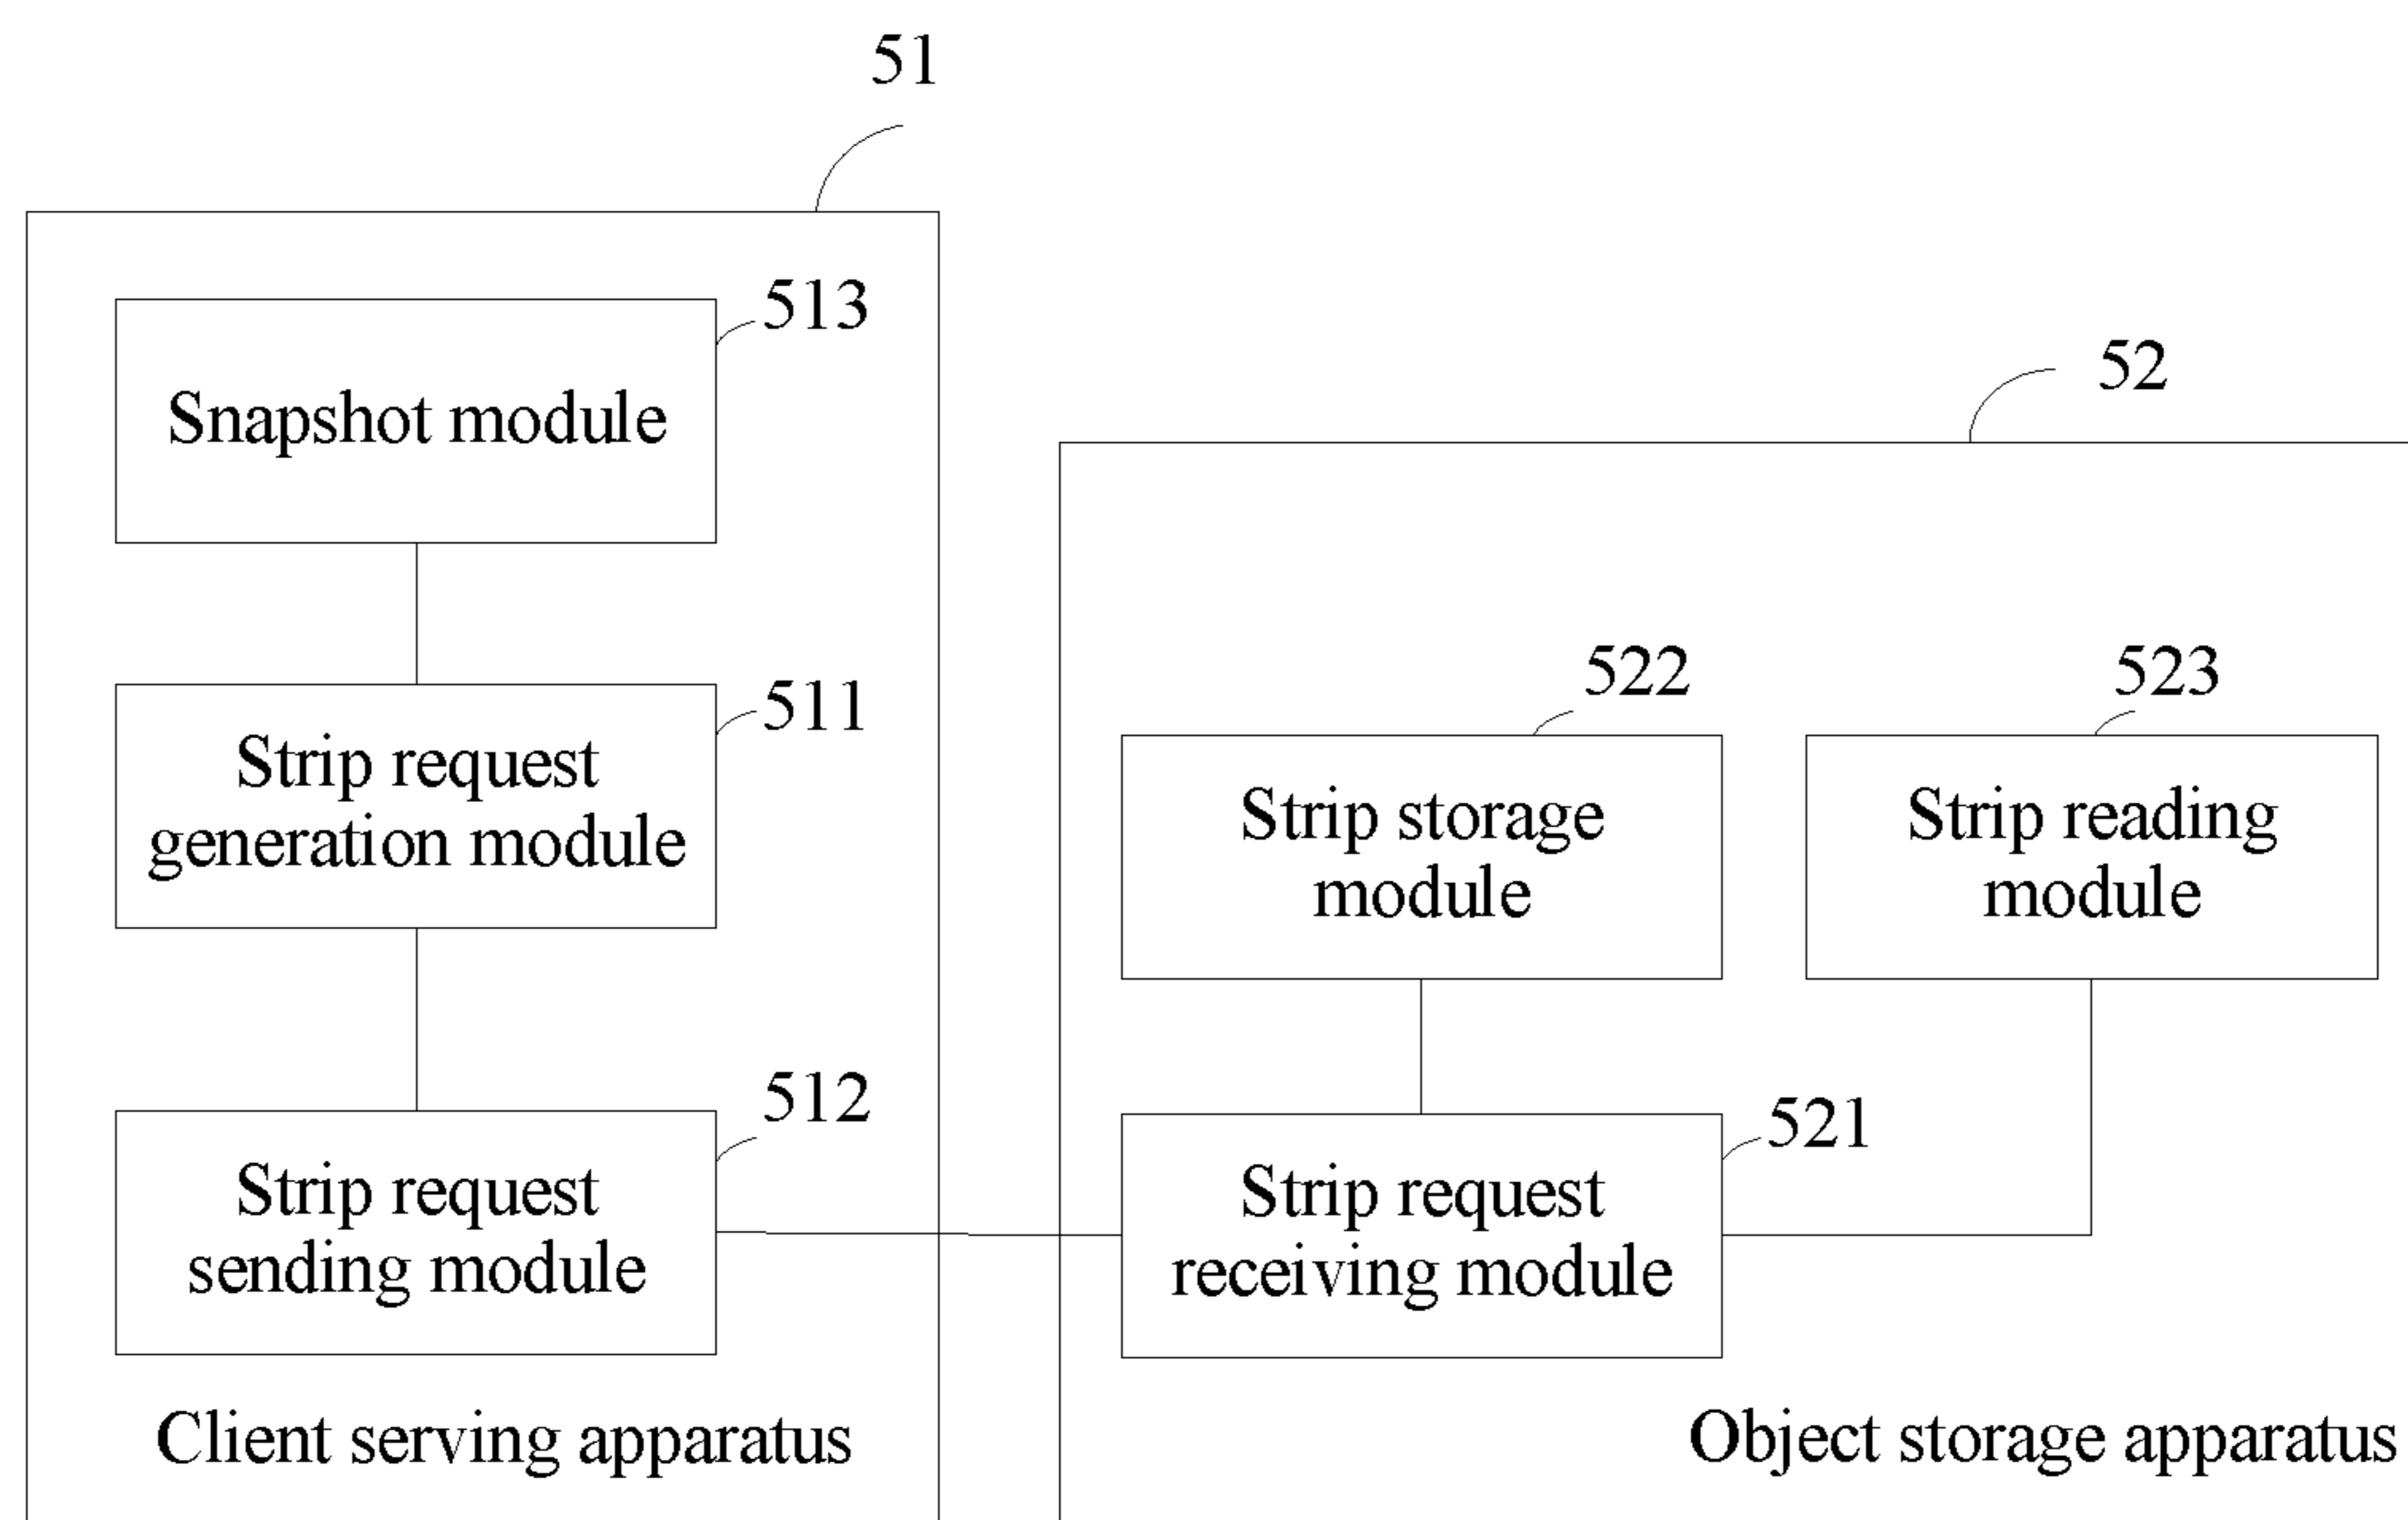 51
513
Snapshot module
52
511
Strip request
generation module
522
523
Strip storage
module
Strip reading
module
512
Strip request
sending module
521
Strip request
receiving module
Client serving apparatus
Object storage apparatus